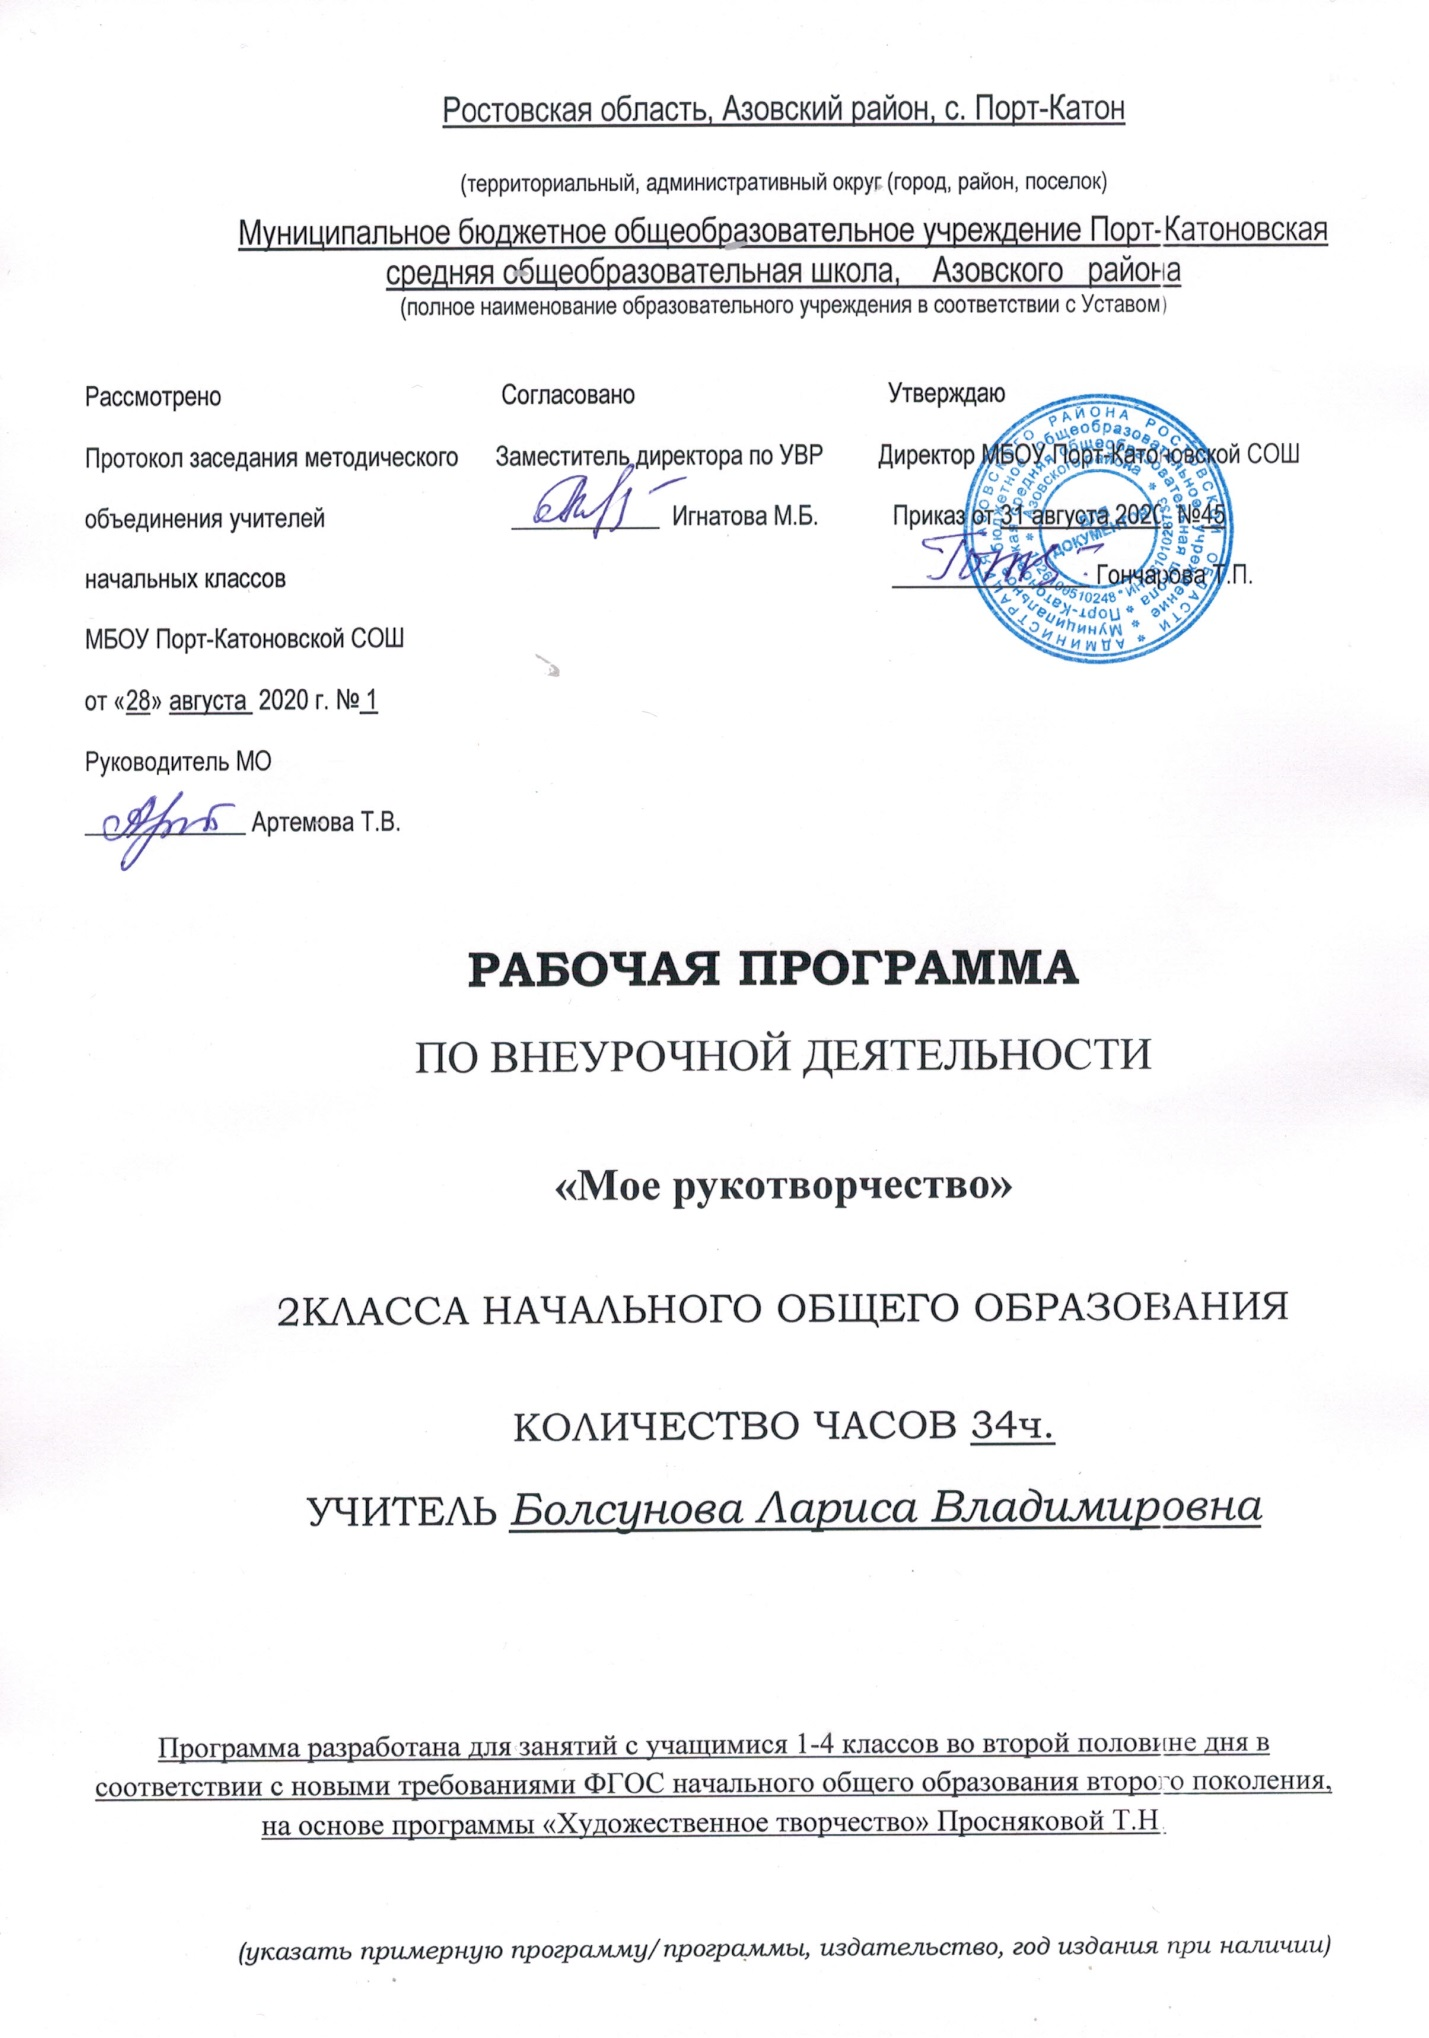 Ростовская область, Азовский район, с. Порт-Катон
(территориальный, административный округ (город, район, поселок)
Муниципальное бюджетное общеобразовательное учреждение Порт-Катоновская
средняя общеобразовательная школа, Азовского района
(полное наименование образовательного учреждения в соответствии с Уставом)
Рассмотрено Согласовано Утверждаю
Протокол заседания методического Заместитель директора по УВР Директор МБОУ Порт-Катоновской СОШ
объединения учителей Игнатова М.Б. Приказ от 31 августа 2020 №45
начальных классов Гончарова Т.П.
МБОУ Порт-Катоновской СОШ
от «28» августа 2020 г. № 1
Руководитель МО
Артемова Т.В.
ДЛЯ
ДОКУМЕНТОВ
РАБОЧАЯ ПРОГРАММА
ПО ВНЕУРОЧНОЙ ДЕЯТЕЛЬНОСТИ
«Мое рукотворчество»
2КЛАССА НАЧАЛЬНОГО ОБЩЕГО ОБРАЗОВАНИЯ
КОЛИЧЕСТВО ЧАСОВ 34ч.
УЧИТЕЛЬ Болсунова Лариса Владимировна
Программа разработана для занятий с учащимися 1-4 классов во второй половине дня в
соответствии с новыми требованиями ФГОС начального общего образования второго поколения,
на основе программы «Художественное творчество» Просняковой Т.Н.
(указать примерную программу/программы, издательство, год издания при наличии)